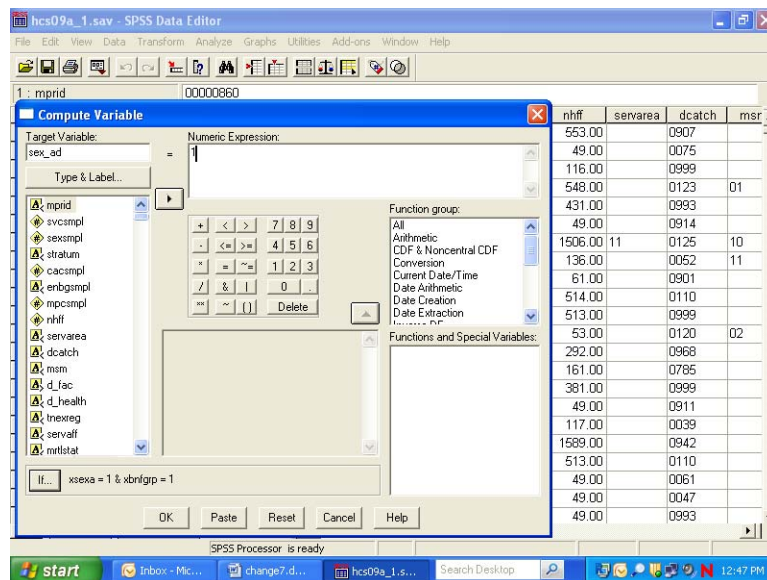 hcs09a_1.sav - SPSS Data Editor
File Edit View Data Transform Analyze Graphs Utilities Add-ons Window Help
1 : mprid 00000860
Compute Variable
Target Variable:
sex_ad
=
Numeric Expression:
1
Type & Label...
mprid
svcsmpl
sexsmpl
stratum
cacsmpl
enbgsmpl
mpcsmpl
nhff
servarea
dcatch
msm
d_fac
d_health
tnexreg
servaff
mrtlstat
+ < > 7 8 9
- <= >= 4 5 6
* = ~= 1 2 3
/ & | 0 .
** ~ () Delete
Function group:
All
Arithmetic
CDF & Noncentral CDF
Conversion
Current Date/Time
Date Arithmetic
Date Creation
Date Extraction
Functions and Special Variables:
If... xsexa = 1 & xbnfgrp = 1
OK Paste Reset Cancel Help
nhff servarea dcatch msr
553.00 0907
49.00 0075
116.00 0999
548.00 0123 01
431.00 0993
49.00 0914
1506.00 11 0125 10
136.00 0052 11
61.00 0901
514.00 0110
513.00 0999
53.00 0120 02
292.00 0968
161.00 0785
381.00 0999
49.00 0911
117.00 0039
1589.00 0942
513.00 0110
49.00 0061
49.00 0047
49.00 0993
SPSS Processor is ready
start Inbox - Mic... change7.d... hcs09a_1.s... Search Desktop 12:47 PM